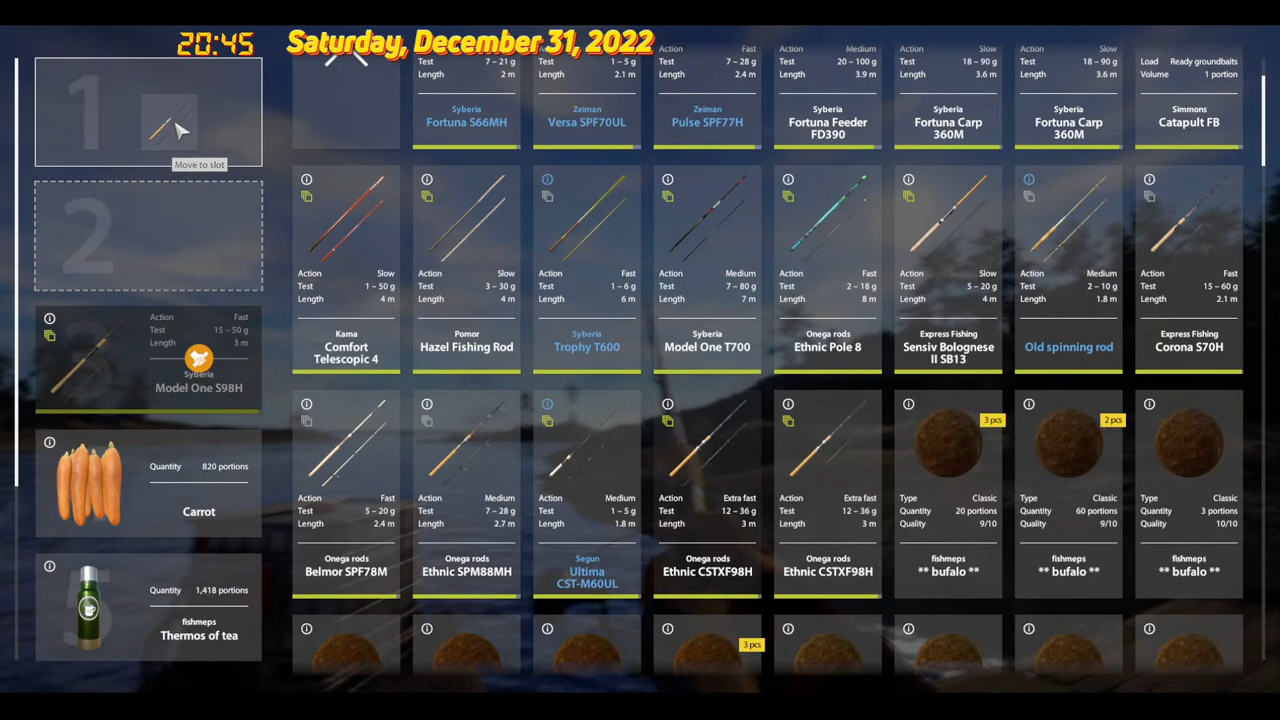 20:45
Saturday, December 31, 2022
1
Move to slot
2
3
Action Fast
Test 15 – 50 g
Length 3 m
Syberia
Model One S98H
Quantity 820 portions
Carrot
5
Quantity 1,418 portions
fishmeps
Thermos of tea
Action
Test 7 – 21 g
Length 2 m
Syberia
Fortuna S66MH
Action
Test 1 – 5 g
Length 2.1 m
Zeiman
Versa SPF70UL
Action Fast
Test 7 – 28 g
Length 2.4 m
Zeiman
Pulse SPF77H
Action Medium
Test 20 – 100 g
Length 3.9 m
Syberia
Fortuna Feeder
FD390
Action Slow
Test 18 – 90 g
Length 3.6 m
Syberia
Fortuna Carp
360M
Action Slow
Test 18 – 90 g
Length 3.6 m
Syberia
Fortuna Carp
360M
Load Ready groundbaits
Volume 1 portion
Simmons
Catapult FB
Action Slow
Test 1 – 50 g
Length 4 m
Kama
Comfort
Telescopic 4
Action Slow
Test 3 – 30 g
Length 4 m
Pomor
Hazel Fishing Rod
Action Fast
Test 1 – 6 g
Length 6 m
Syberia
Trophy T600
Action Medium
Test 7 – 80 g
Length 7 m
Syberia
Model One T700
Action Fast
Test 2 – 18 g
Length 8 m
Onega rods
Ethnic Pole 8
Action Slow
Test 5 – 20 g
Length 4 m
Express Fishing
Sensiv Bolognese
II SB13
Action Medium
Test 2 – 10 g
Length 1.8 m
Old spinning rod
Action Fast
Test 15 – 60 g
Length 2.1 m
Express Fishing
Corona S70H
Action Fast
Test 5 – 20 g
Length 2.4 m
Onega rods
Belmor SPF78M
Action Medium
Test 7 – 28 g
Length 2.7 m
Onega rods
Ethnic SPM88MH
Action Medium
Test 1 – 5 g
Length 1.8 m
Segun
Ultima
CST-M60UL
Action Extra fast
Test 12 – 36 g
Length 3 m
Onega rods
Ethnic CSTXF98H
Action Extra fast
Test 12 – 36 g
Length 3 m
Onega rods
Ethnic CSTXF98H
3 pcs
Type Classic
Quantity 20 portions
Quality 9/10
fishmeps
** bufalo **
2 pcs
Type Classic
Quantity 60 portions
Quality 9/10
fishmeps
** bufalo **
Type Classic
Quantity 3 portions
Quality 10/10
fishmeps
** bufalo **
3 pcs